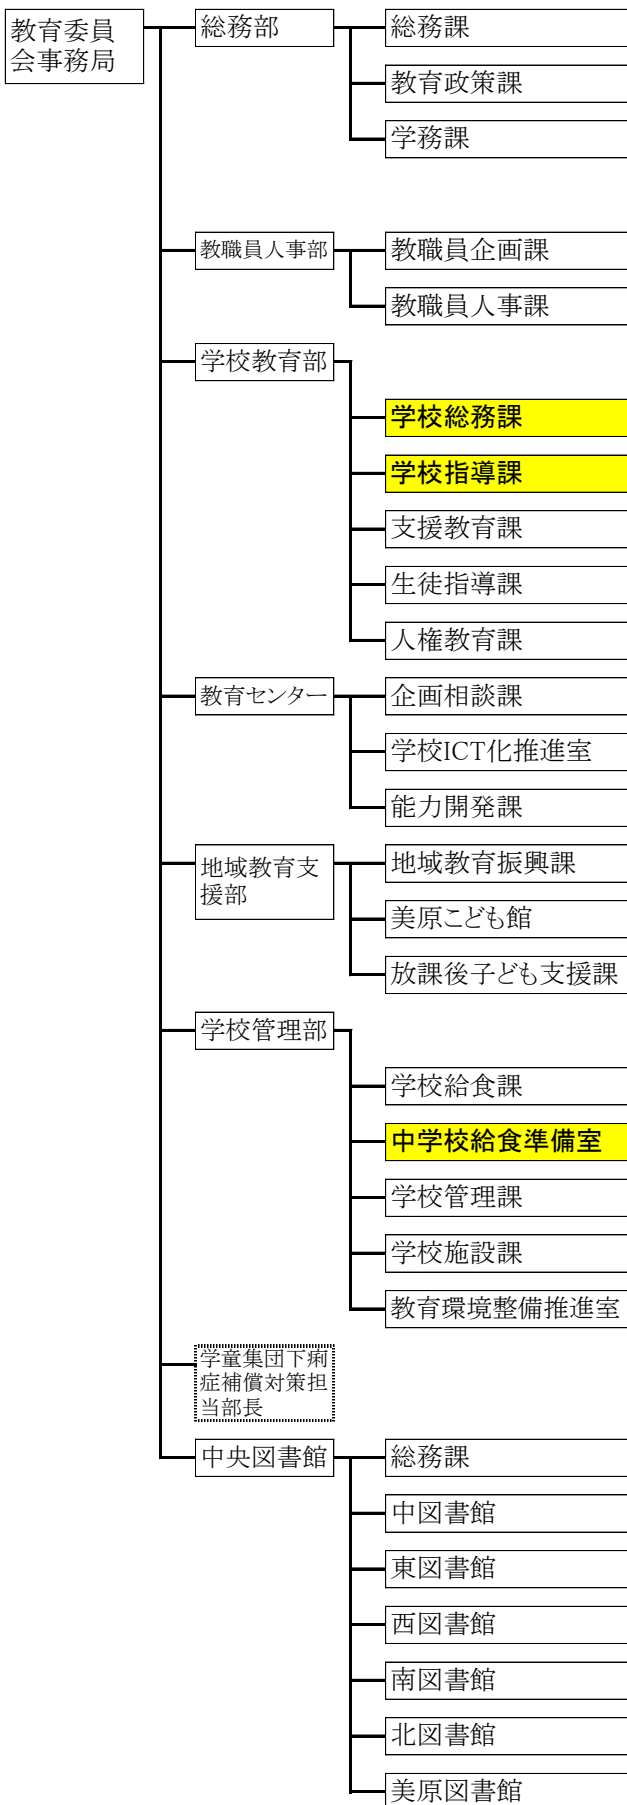 教育委員
会事務局
総務部
総務課
教育政策課
学務課
教職員人事部
教職員企画課
教職員人事課
学校教育部
学校総務課
学校指導課
支援教育課
生徒指導課
人権教育課
教育センター
企画相談課
学校ICT化推進室
能力開発課
地域教育支
援部
地域教育振興課
美原こども館
放課後子ども支援課
学校管理部
学校給食課
中学校給食準備室
学校管理課
学校施設課
教育環境整備推進室
学童集団下痢
症補償対策担
当部長
中央図書館
総務課
中図書館
東図書館
西図書館
南図書館
北図書館
美原図書館